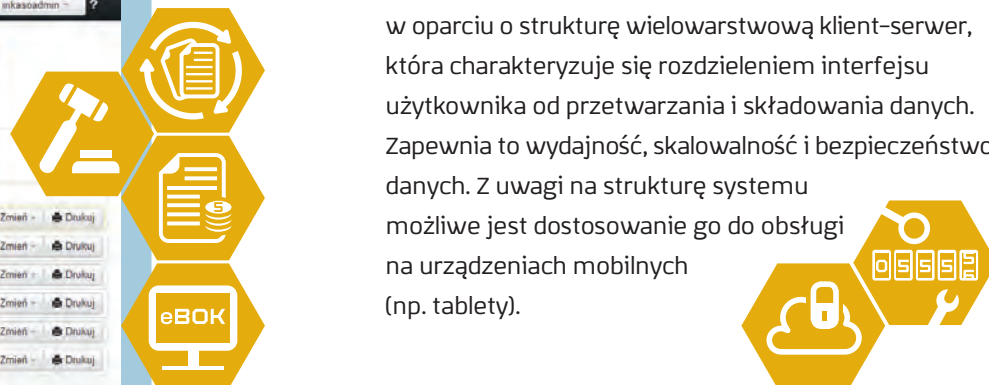 inkasoadmin ?
w oparciu o strukturę wielowarstwową klient-serwer,
która charakteryzuje się rozdzieleniem interfejsu
użytkownika od przetwarzania i składowania danych.
Zapewnia to wydajność, skalowalność i bezpieczeństwo
danych. Z uwagi na strukturę systemu
możliwe jest dostosowanie go do obsługi
na urządzeniach mobilnych
(np. tablety).
Zmień Drukuj
Zmień Drukuj
Zmień Drukuj
Zmień Drukuj
Zmień Drukuj
Zmień Drukuj
eBOK